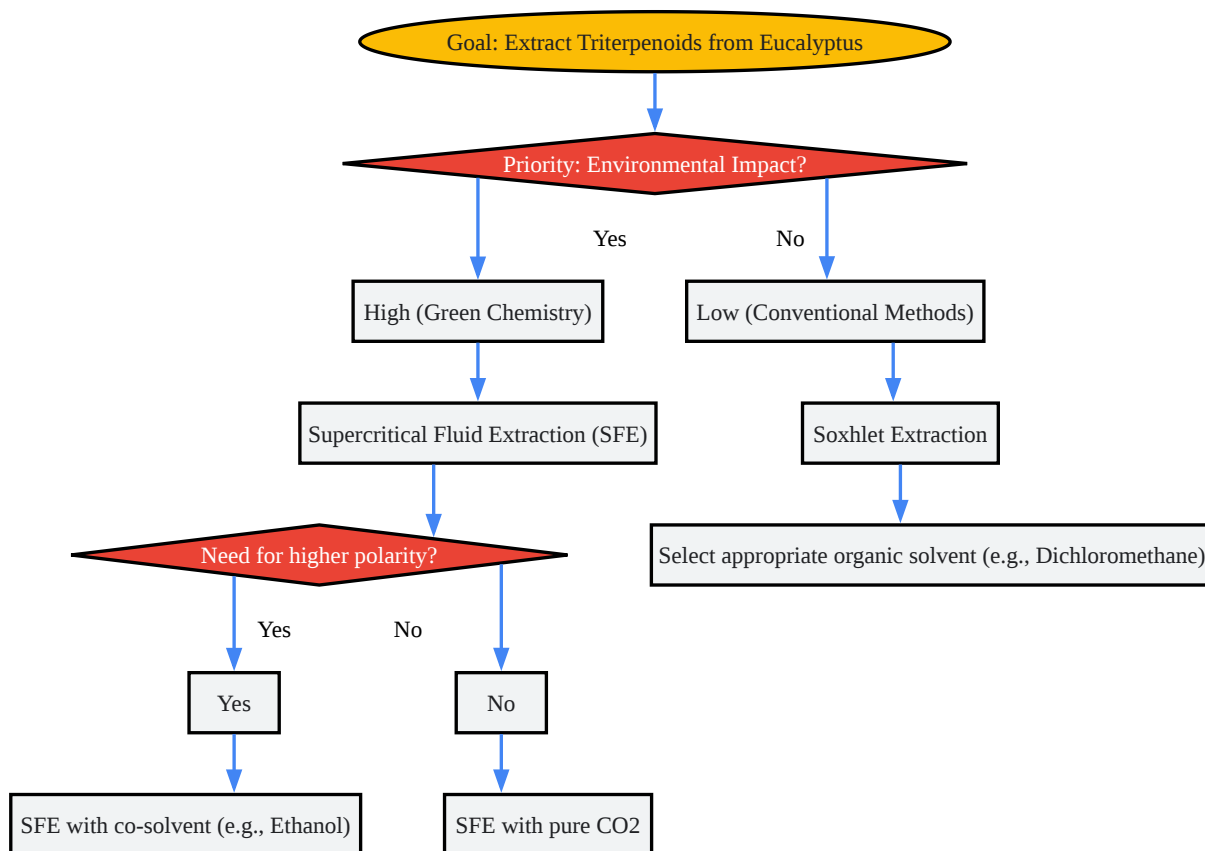 Goal: Extract Triterpenoids from Eucalyptus
Priority: Environmental Impact?
Yes
No
High (Green Chemistry)
Low (Conventional Methods)
Supercritical Fluid Extraction (SFE)
Soxhlet Extraction
Need for higher polarity?
Select appropriate organic solvent (e.g., Dichloromethane)
Yes
No
Yes
No
SFE with co-solvent (e.g., Ethanol)
SFE with pure CO2